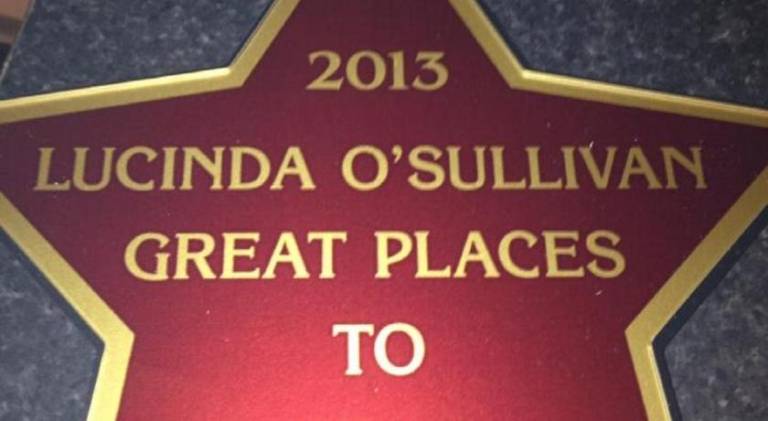 2013
LUCINDA O'SULLIVAN
GREAT PLACES
TO